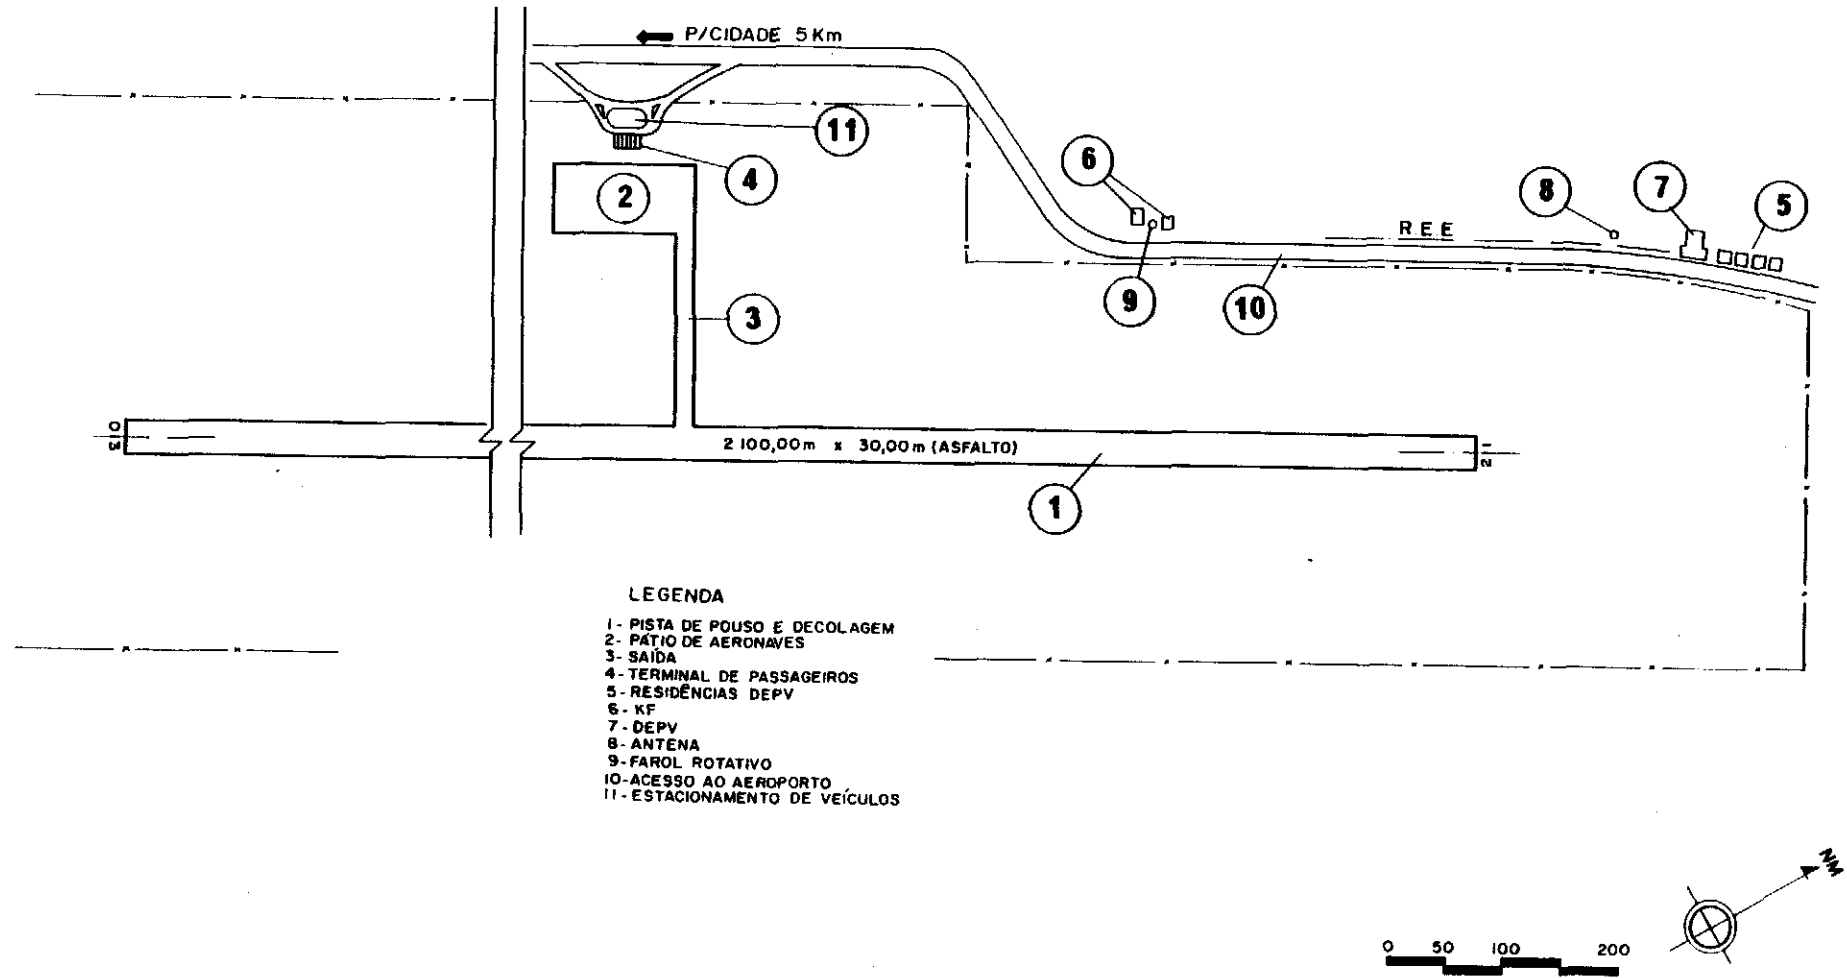 P/CIDADE 5 Km
11
4
2
6
8
7
5
R.E.E
9
10
3
03
2 100,00m x 30,00m (ASFALTO)
21
1
LEGENDA
1- PISTA DE POUSO E DECOLAGEM
2- PÁTIO DE AERONAVES
3- SAÍDA
4- TERMINAL DE PASSAGEIROS
5- RESIDÊNCIAS DEPV
6- KF
7- DEPV
8- ANTENA
9- FAROL ROTATIVO
10- ACESSO AO AEROPORTO
11- ESTACIONAMENTO DE VEÍCULOS
NM
0 50 100 200